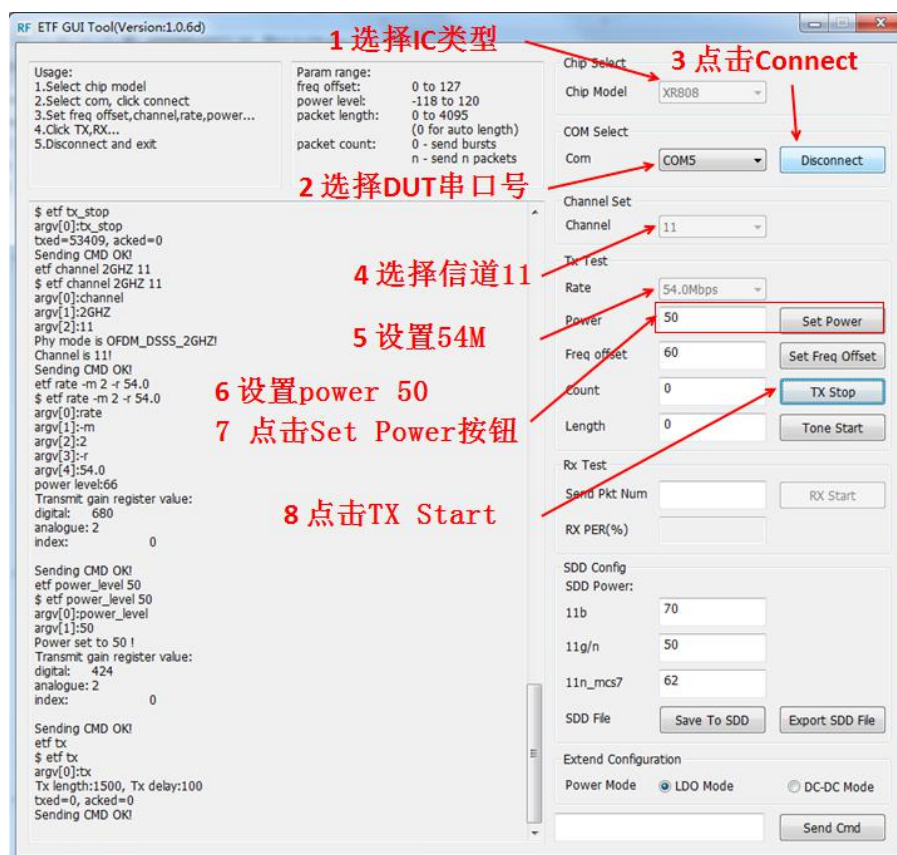 RF ETF GUI Tool(Version:1.0.6d)
1 选择IC类型
3 点击Connect
Usage:
1.Select chip model
2.Select com, click connect
3.Set freq offset,channel,rate,power...
4.Click TX,RX...
5.Disconnect and exit
Param range:
freq offset: 0 to 127
power level: -118 to 120
packet length: 0 to 4095
(0 for auto length)
packet count: 0 - send bursts
n - send n packets
2 选择DUT串口号
Chip Select
Chip Model XR808
COM Select
Com COM5 Disconnect
Channel Set
Channel 11
4 选择信道11
Tx Test
Rate 54.0Mbps
5 设置54M
Power 50 Set Power
Freq offset 60 Set Freq Offset
6 设置power 50
Count 0 TX Stop
7 点击Set Power按钮
Length 0 Tone Start
8 点击TX Start
Rx Test
Send Pkt Num RX Start
RX PER(%)
SDD Config
SDD Power:
11b 70
11g/n 50
11n_mcs7 62
SDD File Save To SDD Export SDD File
Extend Configuration
Power Mode LDO Mode DC-DC Mode
Send Cmd
$ etf tx_stop
argv[0]:tx_stop
txed=53409, acked=0
Sending CMD OK!
etf channel 2GHZ 11
$ etf channel 2GHZ 11
argv[0]:channel
argv[1]:2GHZ
argv[2]:11
Phy mode is OFDM_DSSS_2GHZ!
Channel is 11!
Sending CMD OK!
etf rate -m 2 -r 54.0
$ etf rate -m 2 -r 54.0
argv[0]:rate
argv[1]:-m
argv[2]:2
argv[3]:-r
argv[4]:54.0
power level:66
Transmit gain register value:
digital: 680
analogue: 2
index: 0
Sending CMD OK!
etf power_level 50
$ etf power_level 50
argv[0]:power_level
argv[1]:50
Power set to 50 !
Transmit gain register value:
digital: 424
analogue: 2
index: 0
Sending CMD OK!
etf tx
$ etf tx
argv[0]:tx
Tx length:1500, Tx delay:100
txed=0, acked=0
Sending CMD OK!